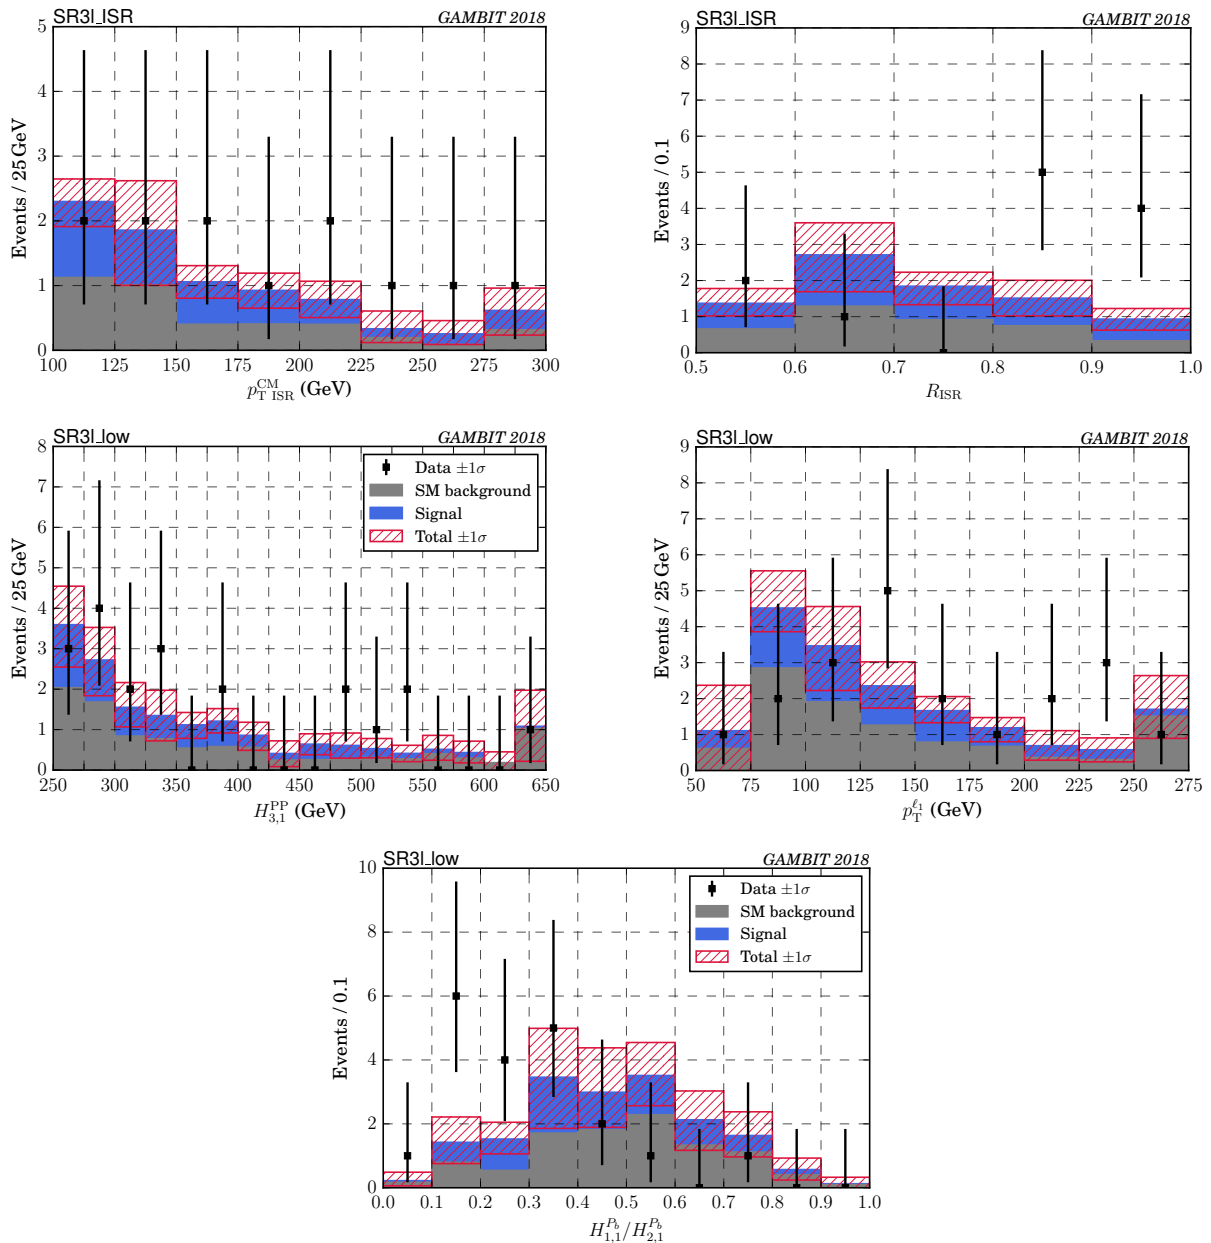 SR3l_ISR GAMBIT 2018
Events / 25 GeV
5
4
3
2
1
0
100 125 150 175 200 225 250 275 300
p_T ISR^CM (GeV)
SR3l_ISR GAMBIT 2018
Events / 0.1
9
8
7
6
5
4
3
2
1
0
0.5 0.6 0.7 0.8 0.9 1.0
R_ISR
SR3l_low GAMBIT 2018
Events / 25 GeV
8
7
6
5
4
3
2
1
0
Data ±1σ
SM background
Signal
Total ±1σ
250 300 350 400 450 500 550 600 650
H_3,1^PP (GeV)
SR3l_low GAMBIT 2018
Events / 25 GeV
9
8
7
6
5
4
3
2
1
0
50 75 100 125 150 175 200 225 250 275
p_T^ℓ1 (GeV)
SR3l_low GAMBIT 2018
Events / 0.1
10
8
6
4
2
0
Data ±1σ
SM background
Signal
Total ±1σ
0.0 0.1 0.2 0.3 0.4 0.5 0.6 0.7 0.8 0.9 1.0
H_1,1^P_b / H_2,1^P_b